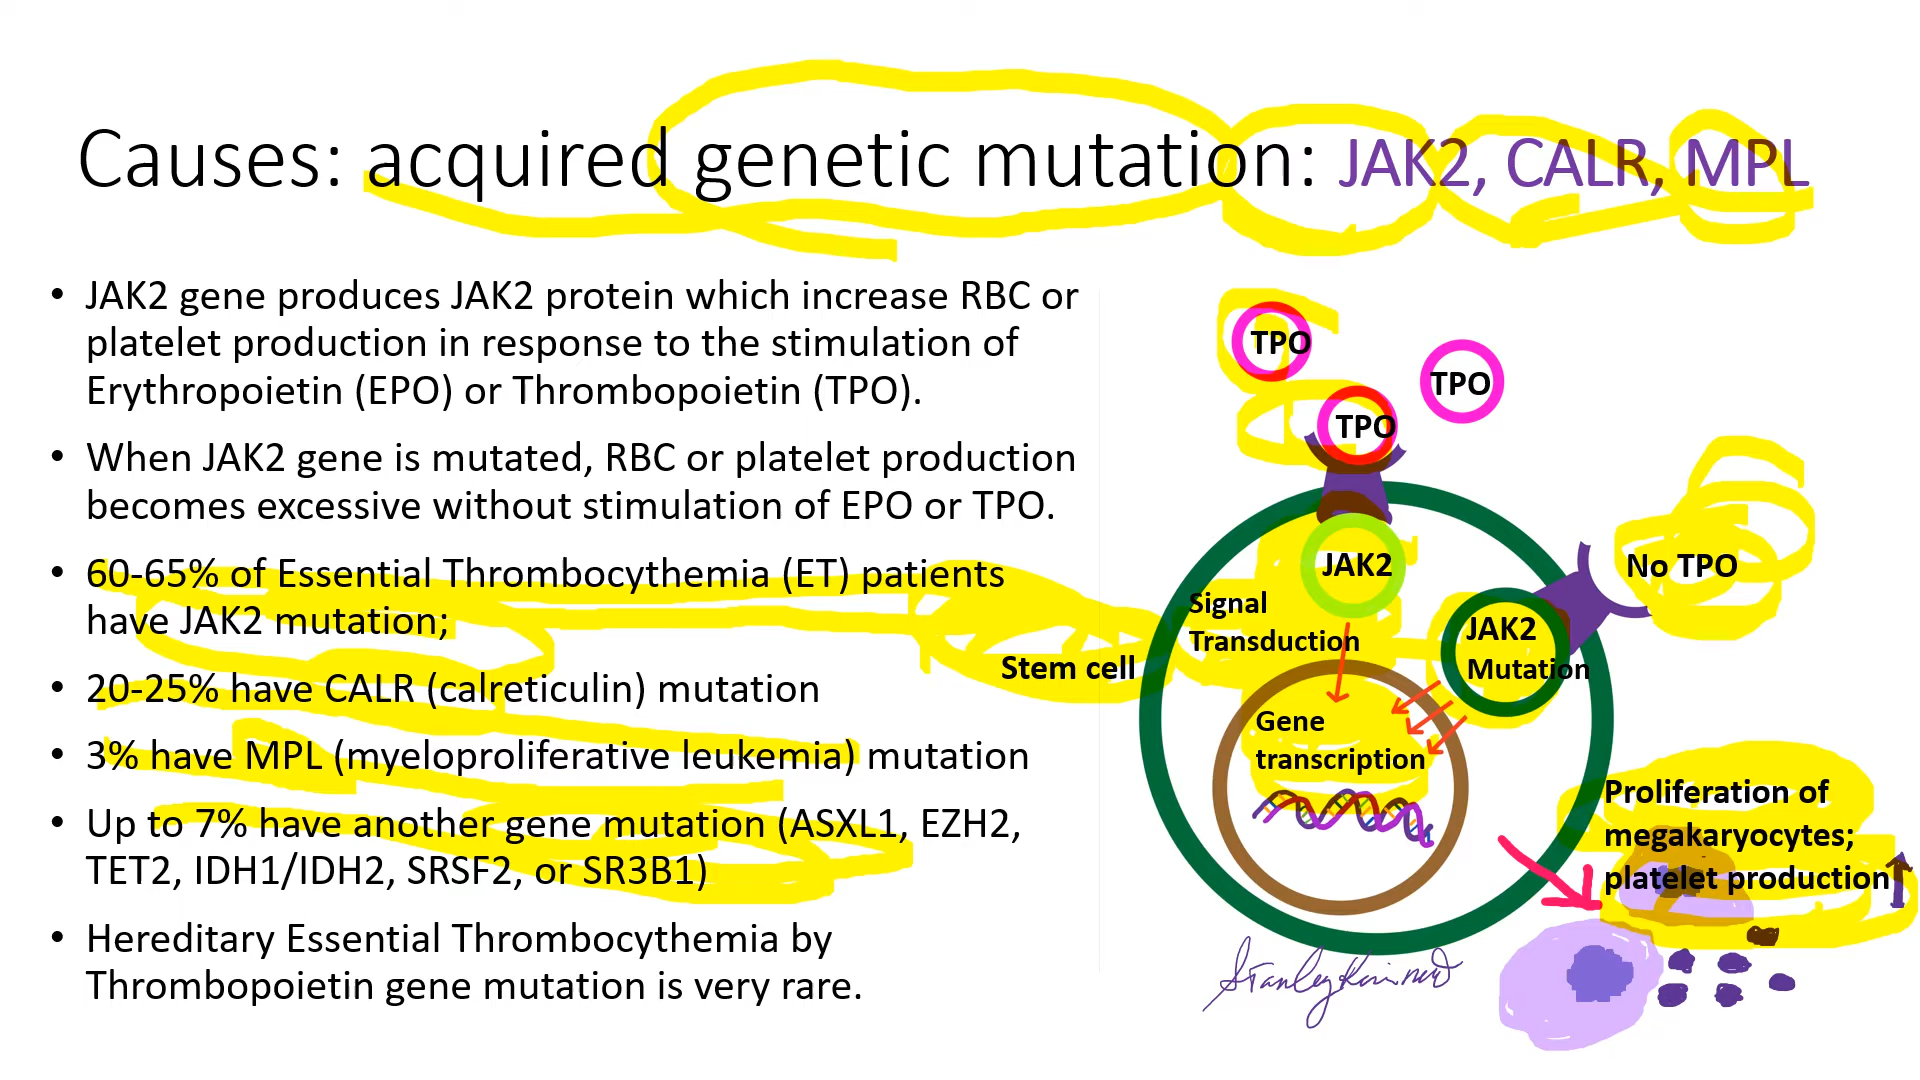 Causes: acquired genetic mutation: JAK2, CALR, MPL
• JAK2 gene produces JAK2 protein which increase RBC or
platelet production in response to the stimulation of
Erythropoietin (EPO) or Thrombopoietin (TPO).
• When JAK2 gene is mutated, RBC or platelet production
becomes excessive without stimulation of EPO or TPO.
• 60-65% of Essential Thrombocythemia (ET) patients
have JAK2 mutation;
• 20-25% have CALR (calreticulin) mutation
• 3% have MPL (myeloproliferative leukemia) mutation
• Up to 7% have another gene mutation (ASXL1, EZH2,
TET2, IDH1/IDH2, SRSF2, or SR3B1)
• Hereditary Essential Thrombocythemia by
Thrombopoietin gene mutation is very rare.
TPO
TPO
TPO
No TPO
JAK2
Signal
Transduction
JAK2
Mutation
Stem cell
Gene
transcription
Proliferation of
megakaryocytes;
platelet production
Stanley